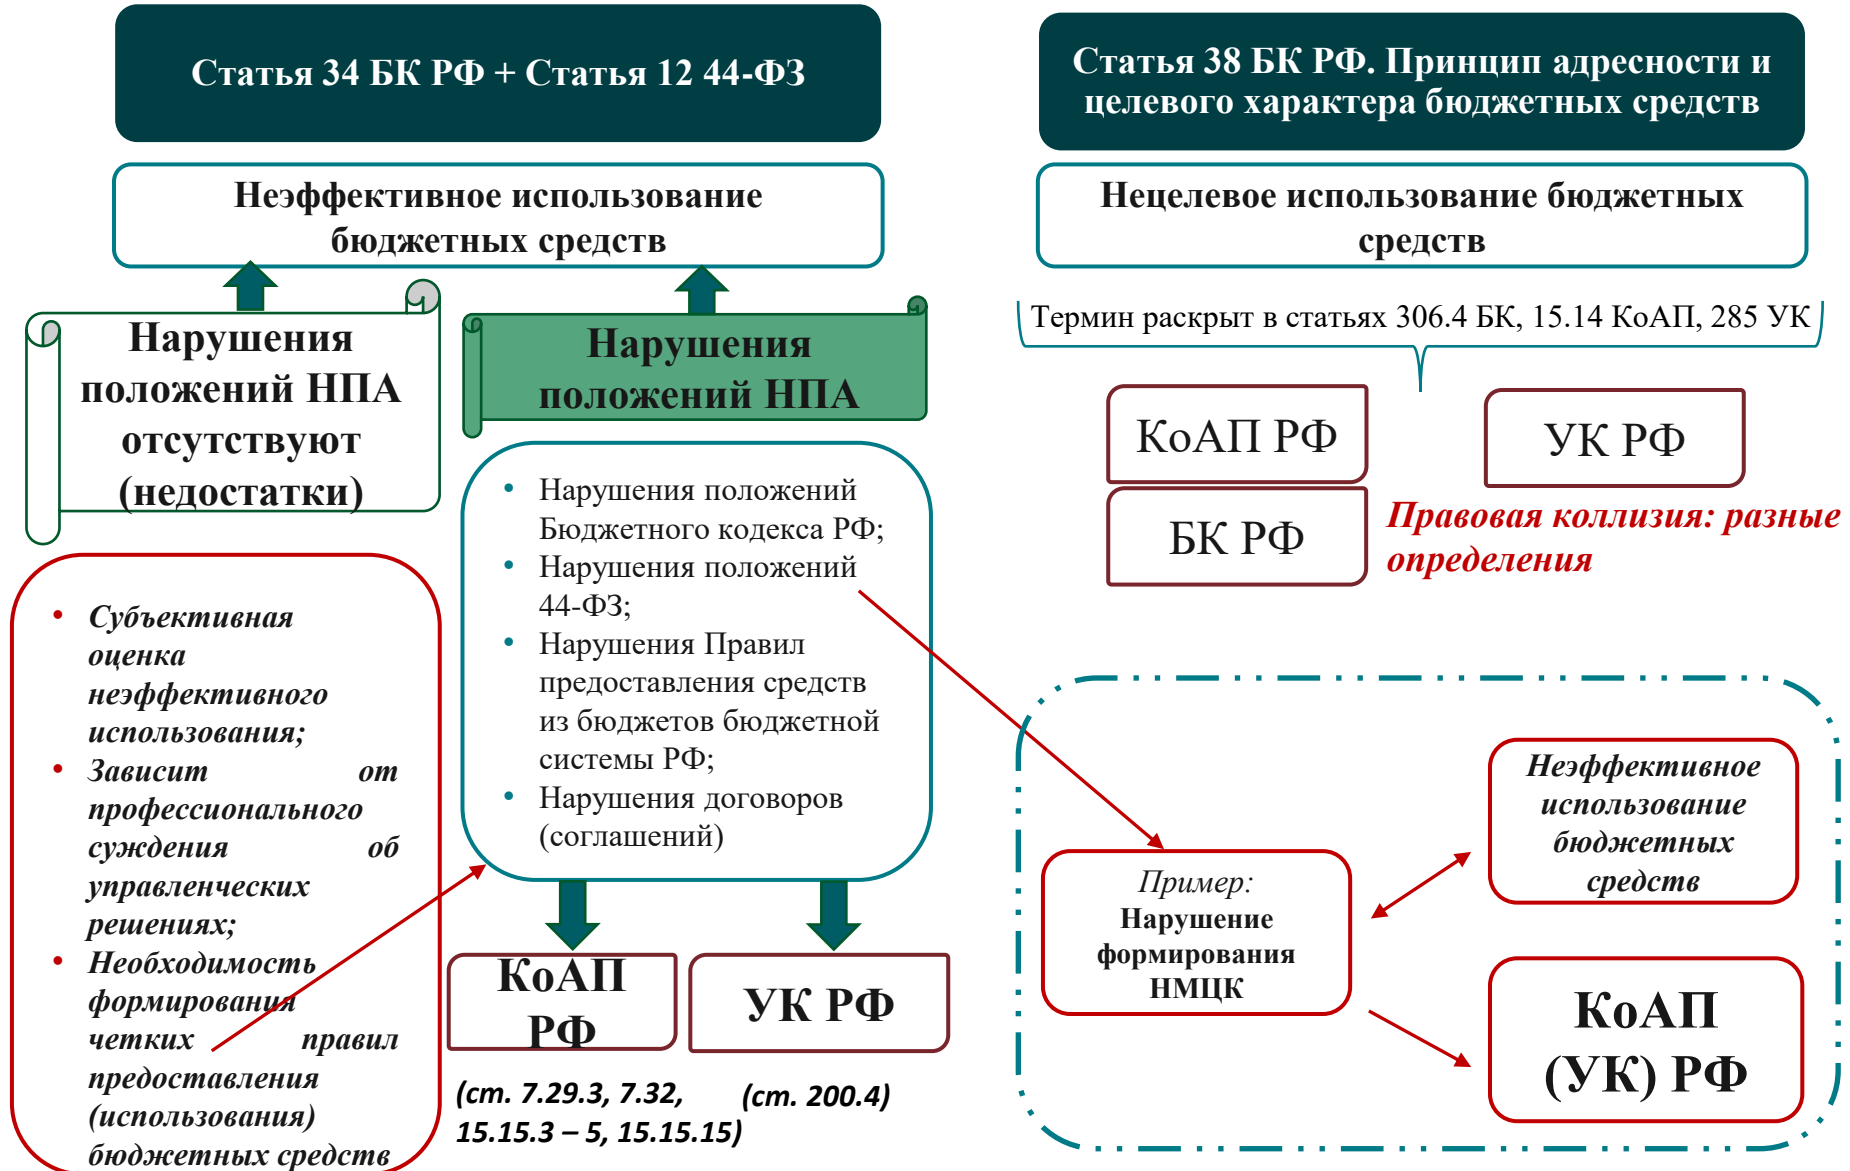 Статья 34 БК РФ + Статья 12 44-ФЗ
Неэффективное использование
бюджетных средств
Нарушения
положений НПА
отсутствуют
(недостатки)
Нарушения
положений НПА
• Субъективная
оценка
неэффективного
использования;
• Зависит от
профессионального
суждения об
управленческих
решениях;
• Необходимость
формирования
четких правил
предоставления
(использования)
бюджетных средств
• Нарушения положений
Бюджетного кодекса РФ;
• Нарушения положений
44-ФЗ;
• Нарушения Правил
предоставления средств
из бюджетов бюджетной
системы РФ;
• Нарушения договоров
(соглашений)
КоАП
РФ
УК РФ
(ст. 7.29.3, 7.32,
15.15.3 – 5, 15.15.15)
(ст. 200.4)
Статья 38 БК РФ. Принцип адресности и
целевого характера бюджетных средств
Нецелевое использование бюджетных
средств
Термин раскрыт в статьях 306.4 БК, 15.14 КоАП, 285 УК
КоАП РФ
УК РФ
БК РФ
Правовая коллизия: разные
определения
Пример:
Нарушение
формирования
НМЦК
Неэффективное
использование
бюджетных
средств
КоАП
(УК) РФ